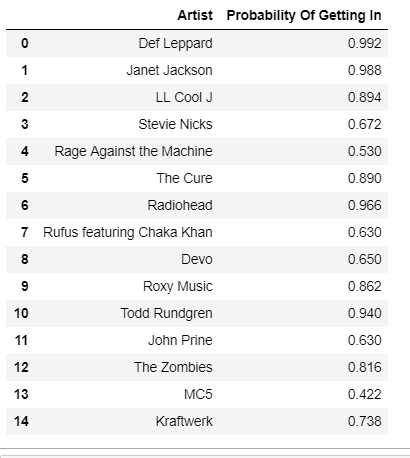 Artist Probability Of Getting In
0 Def Leppard 0.992
1 Janet Jackson 0.988
2 LL Cool J 0.894
3 Stevie Nicks 0.672
4 Rage Against the Machine 0.530
5 The Cure 0.890
6 Radiohead 0.966
7 Rufus featuring Chaka Khan 0.630
8 Devo 0.650
9 Roxy Music 0.862
10 Todd Rundgren 0.940
11 John Prine 0.630
12 The Zombies 0.816
13 MC5 0.422
14 Kraftwerk 0.738